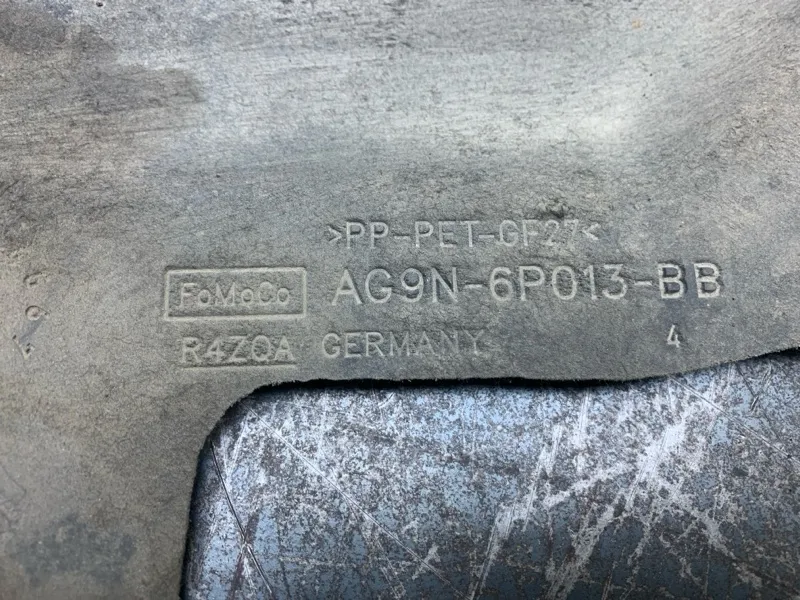 >PP-PET-GF27<
FoMoCo AG9N-6P013-BB
R4ZQA GERMANY 4